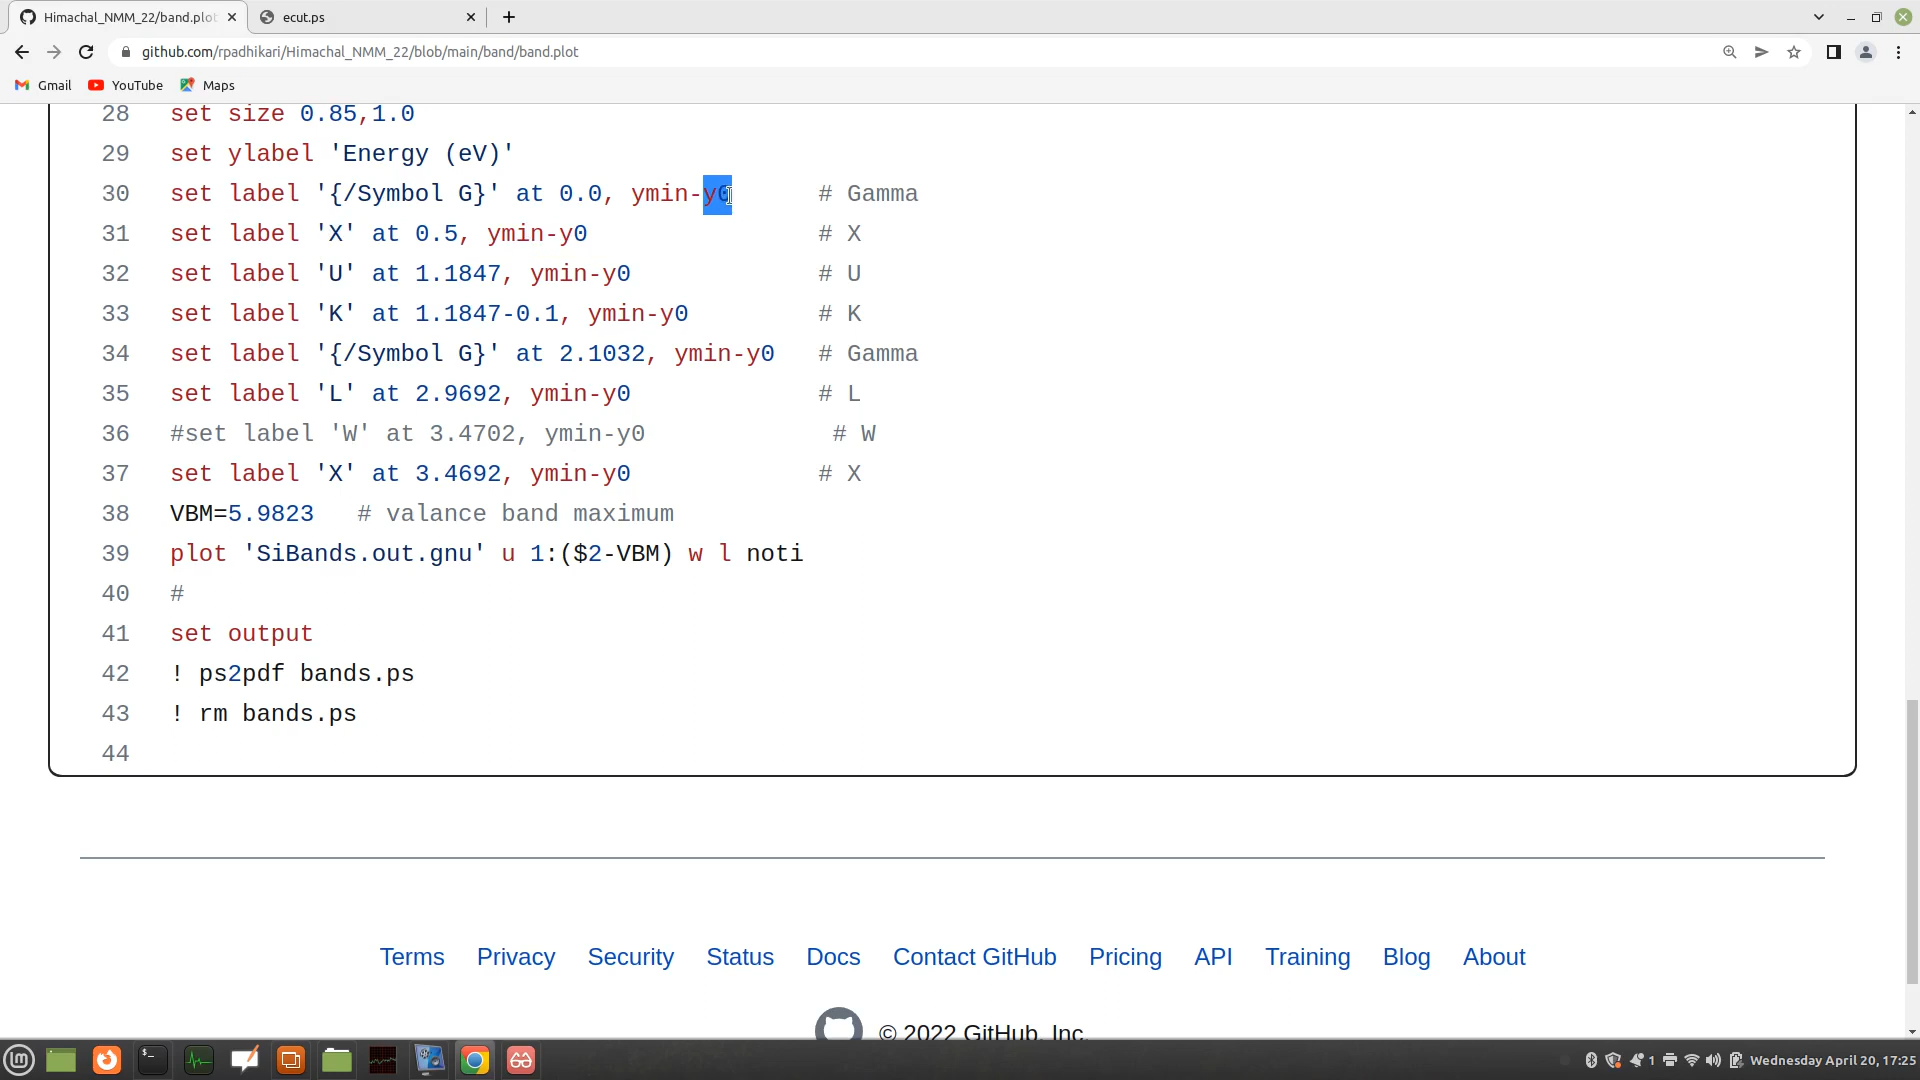 Himachal_NMM_22/band.plot
ecut.ps
github.com/rpadhikari/Himachal_NMM_22/blob/main/band/band.plot
Gmail YouTube Maps
28 set size 0.85,1.0
29 set ylabel 'Energy (eV)'
30 set label '{/Symbol G}' at 0.0, ymin-y0 # Gamma
31 set label 'X' at 0.5, ymin-y0 # X
32 set label 'U' at 1.1847, ymin-y0 # U
33 set label 'K' at 1.1847-0.1, ymin-y0 # K
34 set label '{/Symbol G}' at 2.1032, ymin-y0 # Gamma
35 set label 'L' at 2.9692, ymin-y0 # L
36 #set label 'W' at 3.4702, ymin-y0 # W
37 set label 'X' at 3.4692, ymin-y0 # X
38 VBM=5.9823 # valance band maximum
39 plot 'SiBands.out.gnu' u 1:($2-VBM) w l noti
40 #
41 set output
42 ! ps2pdf bands.ps
43 ! rm bands.ps
44
Terms Privacy Security Status Docs Contact GitHub Pricing API Training Blog About
© 2022 GitHub, Inc.
1 Wednesday April 20, 17:25